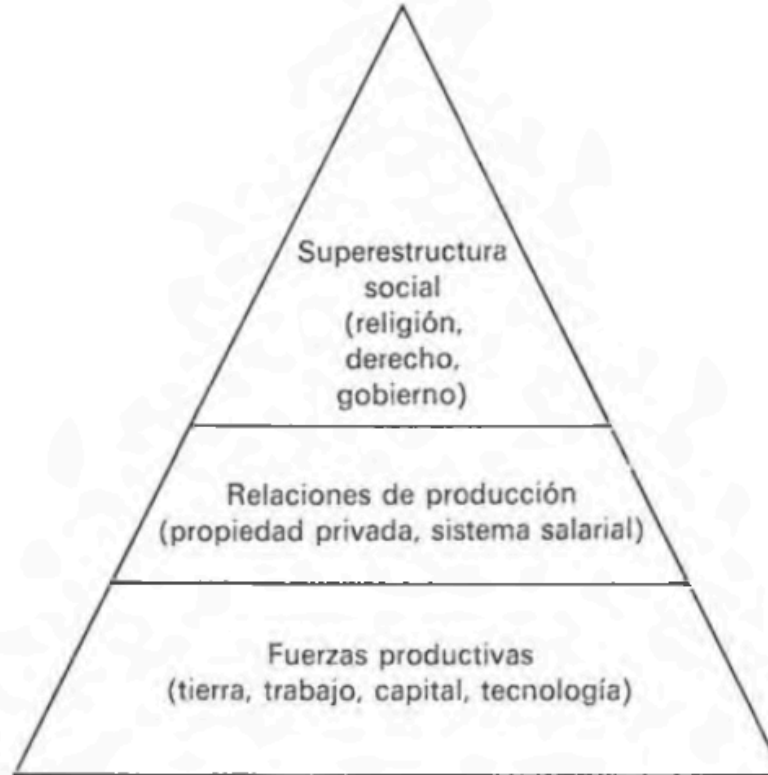 Superestructura
social
(religión,
derecho,
gobierno)
Relaciones de producción
(propiedad privada, sistema salarial)
Fuerzas productivas
(tierra, trabajo, capital, tecnología)